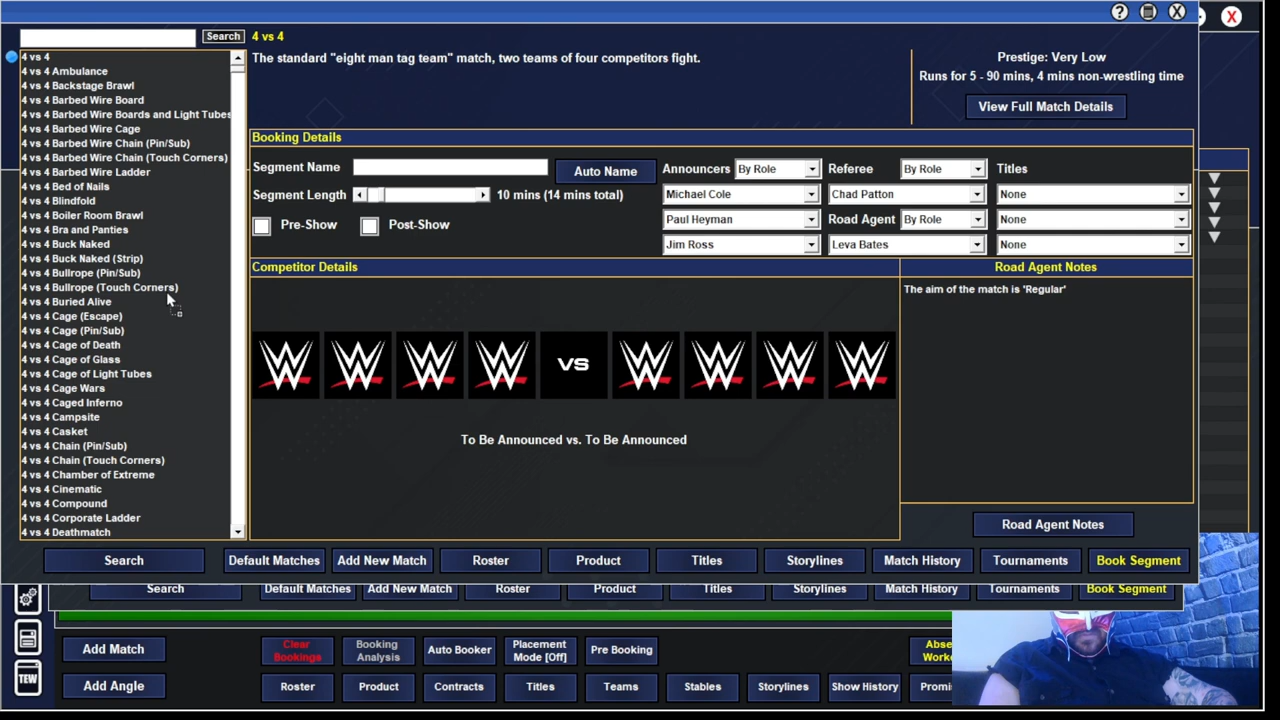 Search
4 vs 4
4 vs 4
The standard "eight man tag team" match, two teams of four competitors fight.
Prestige: Very Low
Runs for 5 - 90 mins, 4 mins non-wrestling time
View Full Match Details
4 vs 4 Ambulance
4 vs 4 Backstage Brawl
4 vs 4 Barbed Wire Board
4 vs 4 Barbed Wire Boards and Light Tubes
4 vs 4 Barbed Wire Cage
4 vs 4 Barbed Wire Chain (Pin/Sub)
4 vs 4 Barbed Wire Chain (Touch Corners)
4 vs 4 Barbed Wire Ladder
4 vs 4 Bed of Nails
4 vs 4 Blindfold
4 vs 4 Boiler Room Brawl
4 vs 4 Bra and Panties
4 vs 4 Buck Naked
4 vs 4 Buck Naked (Strip)
4 vs 4 Bullrope (Pin/Sub)
4 vs 4 Bullrope (Touch Corners)
4 vs 4 Buried Alive
4 vs 4 Cage (Escape)
4 vs 4 Cage (Pin/Sub)
4 vs 4 Cage of Death
4 vs 4 Cage of Glass
4 vs 4 Cage of Light Tubes
4 vs 4 Cage Wars
4 vs 4 Caged Inferno
4 vs 4 Campsite
4 vs 4 Casket
4 vs 4 Chain (Pin/Sub)
4 vs 4 Chain (Touch Corners)
4 vs 4 Chamber of Extreme
4 vs 4 Cinematic
4 vs 4 Compound
4 vs 4 Corporate Ladder
4 vs 4 Deathmatch
Booking Details
Segment Name
Auto Name
Announcers By Role
Referee By Role
Titles
Segment Length
10 mins (14 mins total)
Michael Cole
Chad Patton
None
Pre-Show
Post-Show
Paul Heyman
Road Agent By Role
None
Jim Ross
Leva Bates
None
Competitor Details
Road Agent Notes
The aim of the match is 'Regular'
VS
To Be Announced vs. To Be Announced
Road Agent Notes
Search Default Matches Add New Match Roster Product Titles Storylines Match History Tournaments Book Segment
Search Default Matches Add New Match Roster Product Titles Storylines Match History Tournaments Book Segment
Add Match
Clear Bookings
Booking Analysis
Auto Booker
Placement Mode [Off]
Pre Booking
TEW
Add Angle
Roster Product Contracts Titles Teams Stables Storylines Show History